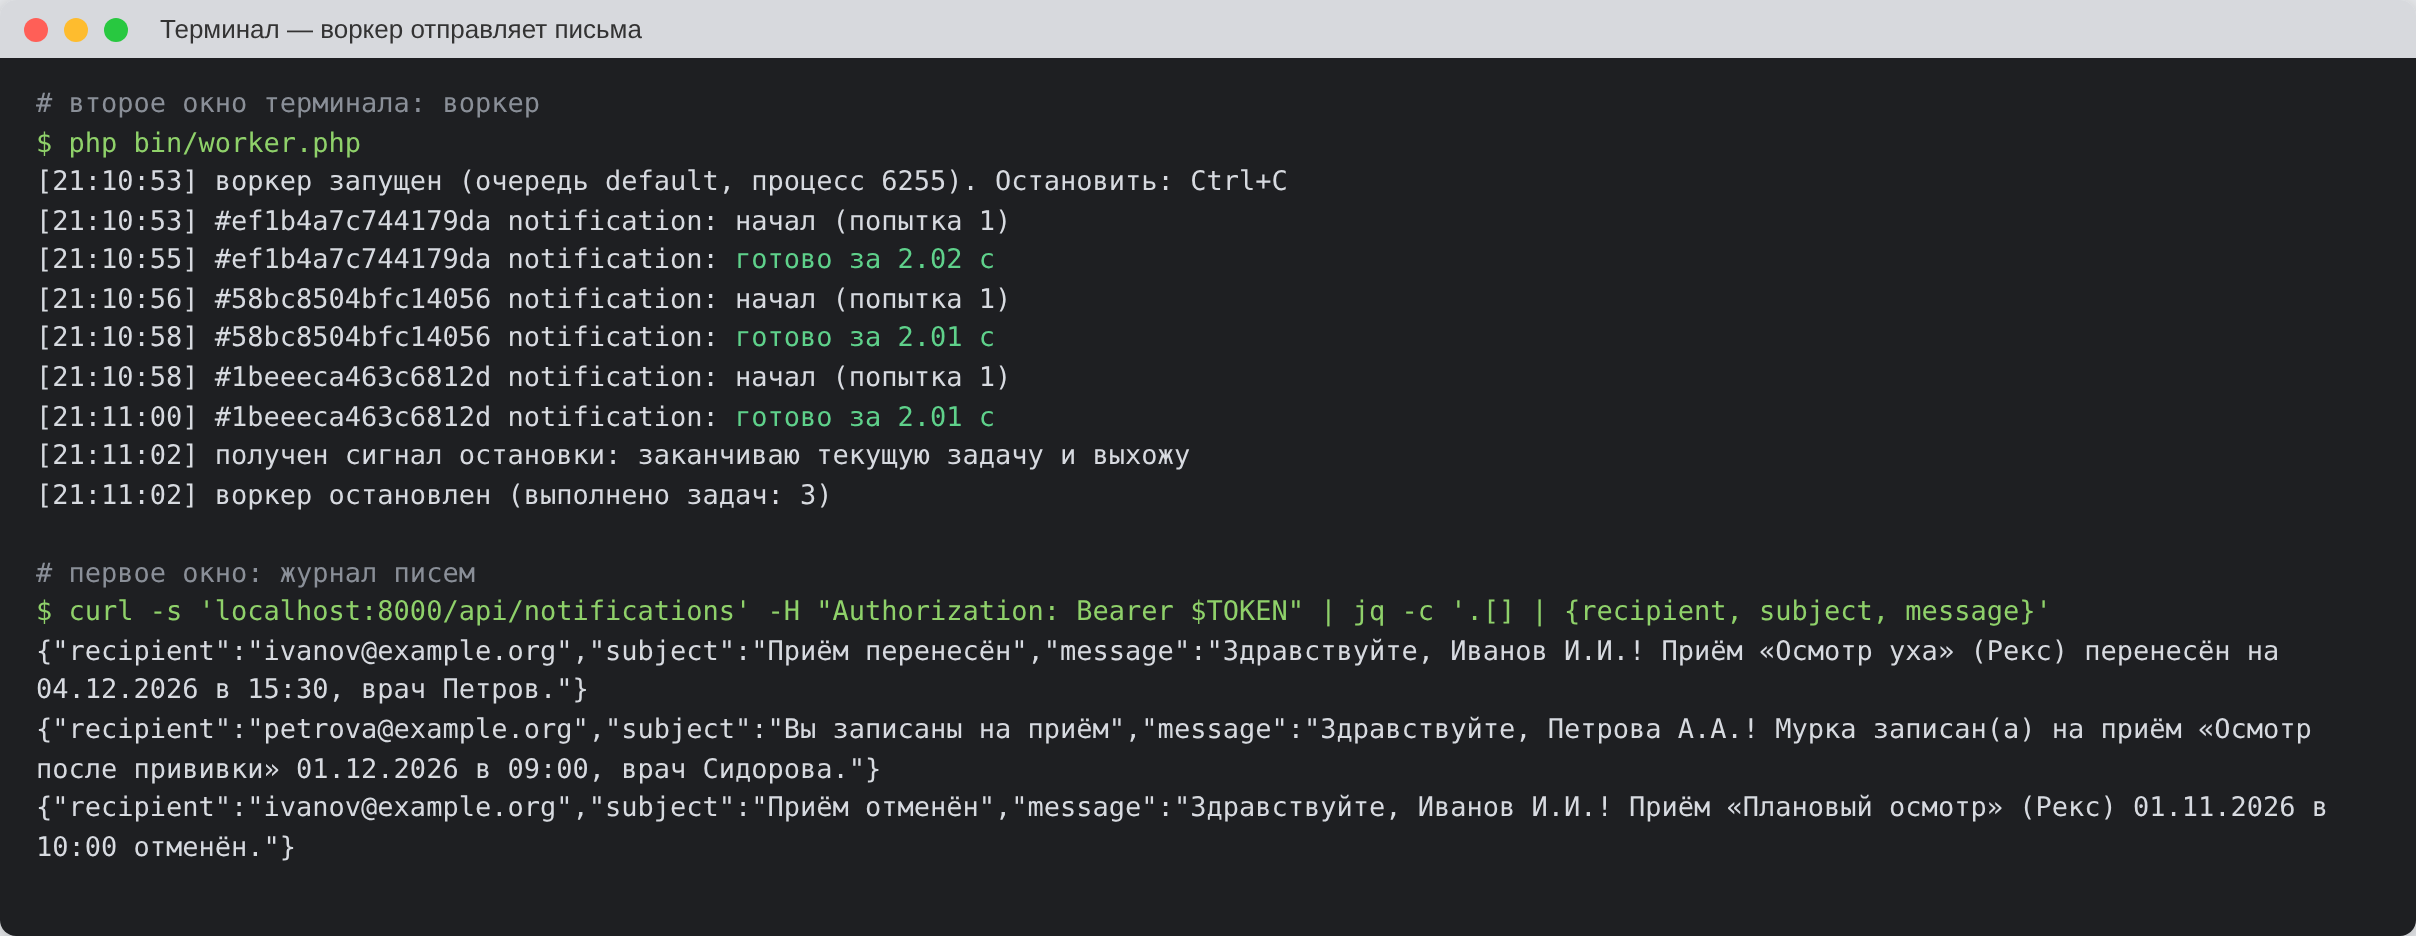 Терминал — воркер отправляет письма
# второе окно терминала: воркер
$ php bin/worker.php
[21:10:53] воркер запущен (очередь default, процесс 6255). Остановить: Ctrl+C
[21:10:53] #ef1b4a7c744179da notification: начал (попытка 1)
[21:10:55] #ef1b4a7c744179da notification: готово за 2.02 с
[21:10:56] #58bc8504bfc14056 notification: начал (попытка 1)
[21:10:58] #58bc8504bfc14056 notification: готово за 2.01 с
[21:10:58] #1beeeca463c6812d notification: начал (попытка 1)
[21:11:00] #1beeeca463c6812d notification: готово за 2.01 с
[21:11:02] получен сигнал остановки: заканчиваю текущую задачу и выхожу
[21:11:02] воркер остановлен (выполнено задач: 3)
# первое окно: журнал писем
$ curl -s 'localhost:8000/api/notifications' -H "Authorization: Bearer $TOKEN" | jq -c '.[] | {recipient, subject, message}'
{"recipient":"ivanov@example.org","subject":"Приём перенесён","message":"Здравствуйте, Иванов И.И.! Приём «Осмотр уха» (Рекс) перенесён на
04.12.2026 в 15:30, врач Петров."}
{"recipient":"petrova@example.org","subject":"Вы записаны на приём","message":"Здравствуйте, Петрова А.А.! Мурка записан(а) на приём «Осмотр
после прививки» 01.12.2026 в 09:00, врач Сидорова."}
{"recipient":"ivanov@example.org","subject":"Приём отменён","message":"Здравствуйте, Иванов И.И.! Приём «Плановый осмотр» (Рекс) 01.11.2026 в
10:00 отменён."}